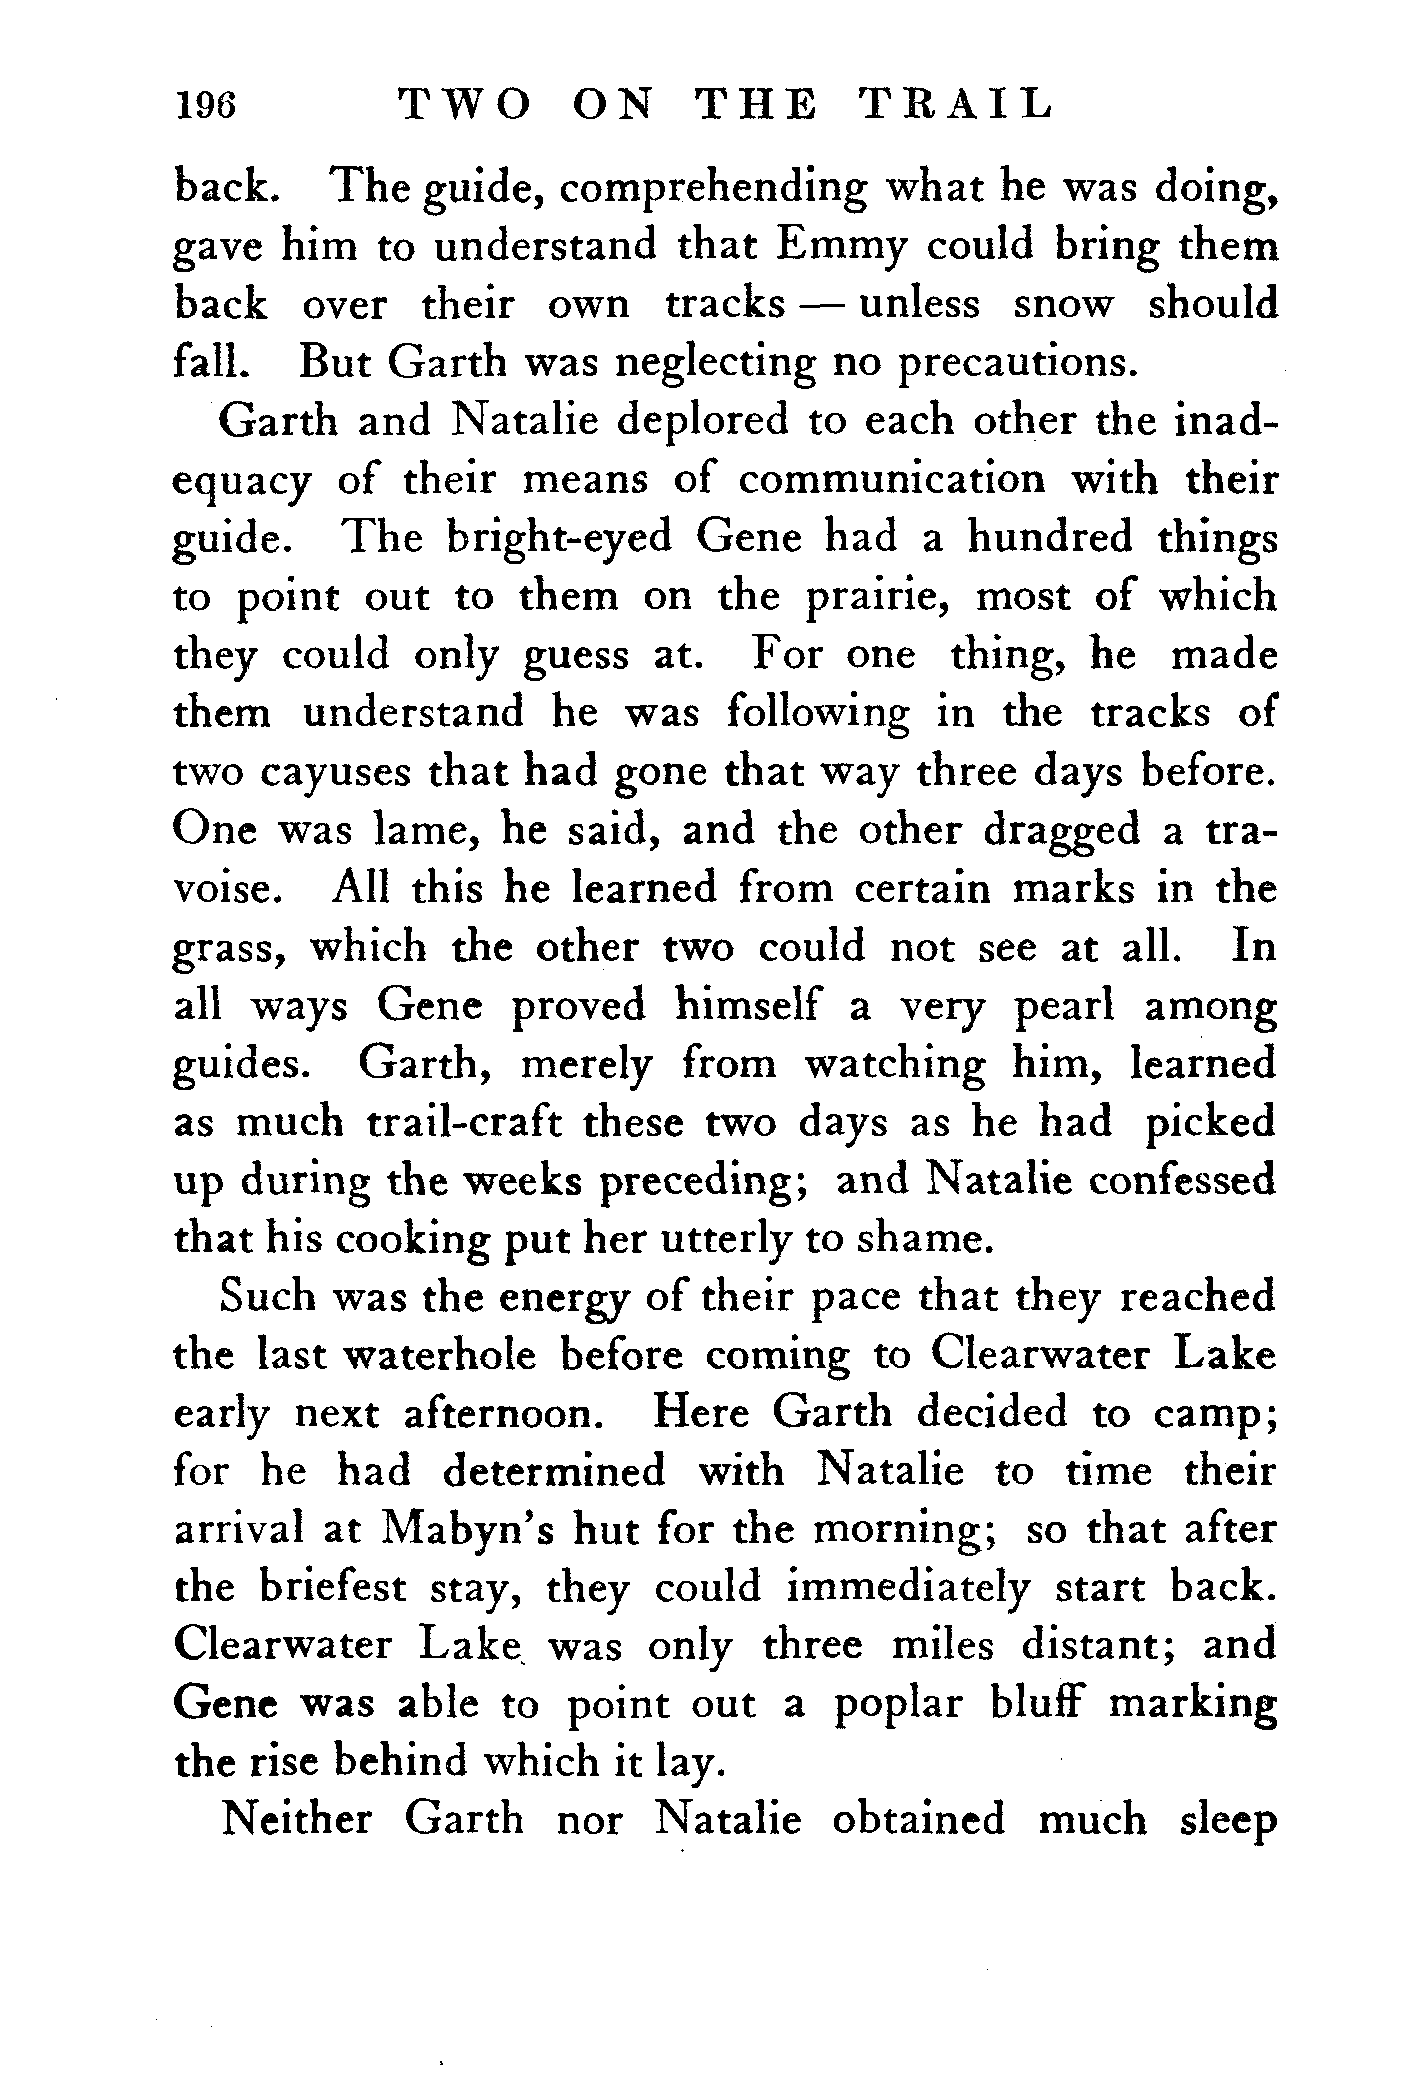 196 TWO ON THE TRAIL
back. The guide, comprehending what he was doing,
gave him to understand that Emmy could bring them
back over their own tracks — unless snow should
fall. But Garth was neglecting no precautions.
Garth and Natalie deplored to each other the inad-
equacy of their means of communication with their
guide. The bright-eyed Gene had a hundred things
to point out to them on the prairie, most of which
they could only guess at. For one thing, he made
them understand he was following in the tracks of
two cayuses that had gone that way three days before.
One was lame, he said, and the other dragged a tra-
voise. All this he learned from certain marks in the
grass, which the other two could not see at all. In
all ways Gene proved himself a very pearl among
guides. Garth, merely from watching him, learned
as much trail-craft these two days as he had picked
up during the weeks preceding; and Natalie confessed
that his cooking put her utterly to shame.
Such was the energy of their pace that they reached
the last waterhole before coming to Clearwater Lake
early next afternoon. Here Garth decided to camp;
for he had determined with Natalie to time their
arrival at Mabyn's hut for the morning; so that after
the briefest stay, they could immediately start back.
Clearwater Lake was only three miles distant; and
Gene was able to point out a poplar bluff marking
the rise behind which it lay.
Neither Garth nor Natalie obtained much sleep